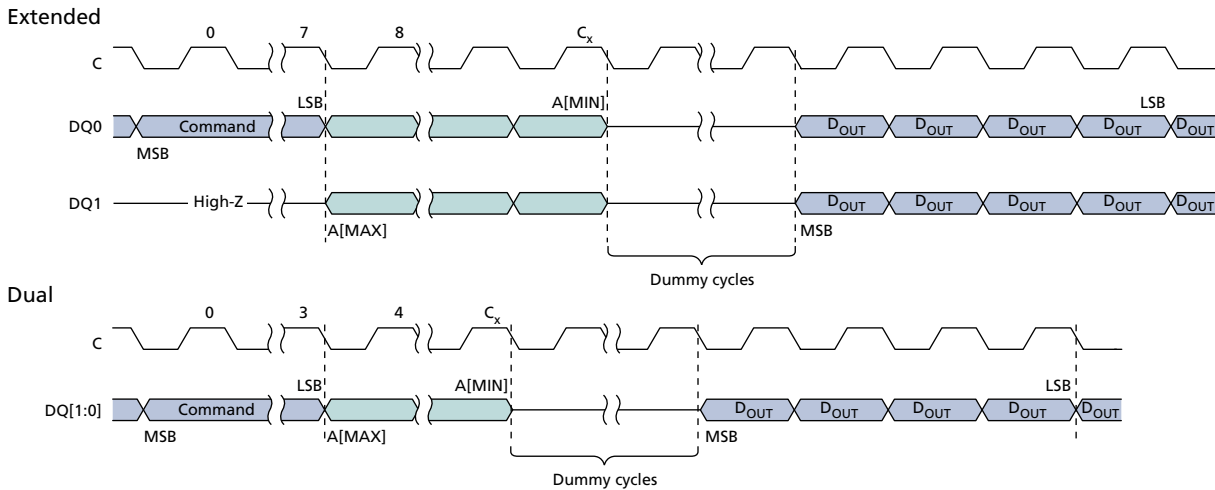 Extended
0 7 8 Cx
C
LSB A[MIN] LSB
DQ0 Command DOUT DOUT DOUT DOUT DOUT
MSB
DQ1 High-Z DOUT DOUT DOUT DOUT DOUT
A[MAX] MSB
Dummy cycles
Dual
0 3 4 Cx
C
LSB A[MIN] LSB
DQ[1:0] Command DOUT DOUT DOUT DOUT DOUT
MSB A[MAX] MSB
Dummy cycles